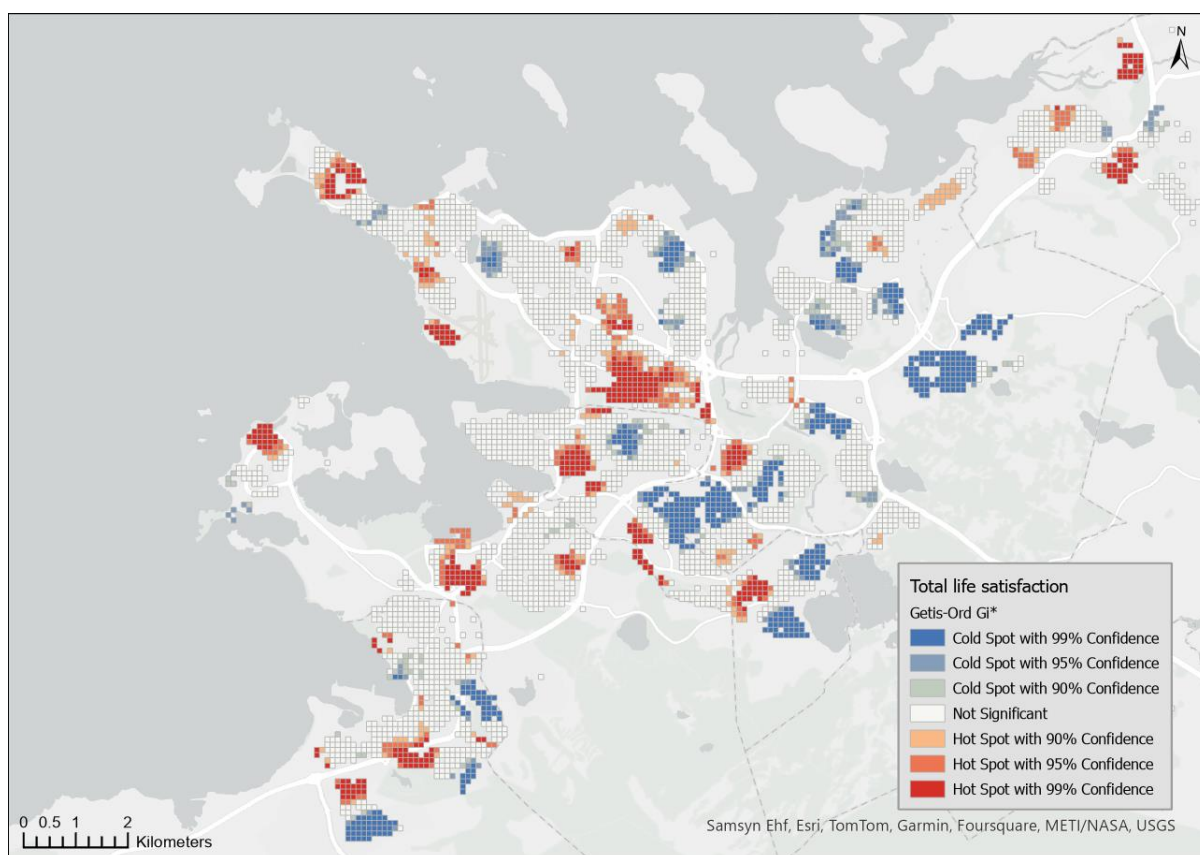 N
Total life satisfaction
Getis-Ord Gi*
Cold Spot with 99% Confidence
Cold Spot with 95% Confidence
Cold Spot with 90% Confidence
Not Significant
Hot Spot with 90% Confidence
Hot Spot with 95% Confidence
Hot Spot with 99% Confidence
0 0.5 1 2
Kilometers
Samsyn Ehf, Esri, TomTom, Garmin, Foursquare, METI/NASA, USGS